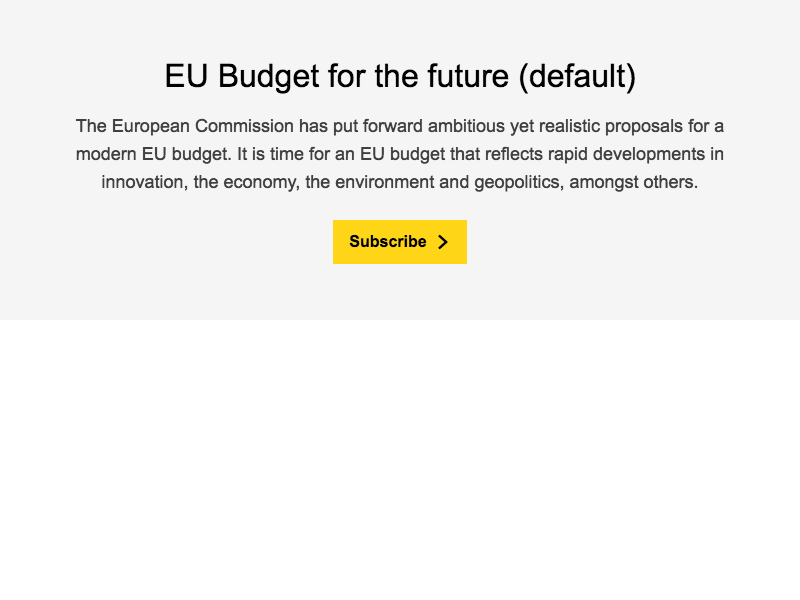 EU Budget for the future (default)
The European Commission has put forward ambitious yet realistic proposals for a
modern EU budget. It is time for an EU budget that reflects rapid developments in
innovation, the economy, the environment and geopolitics, amongst others.
Subscribe